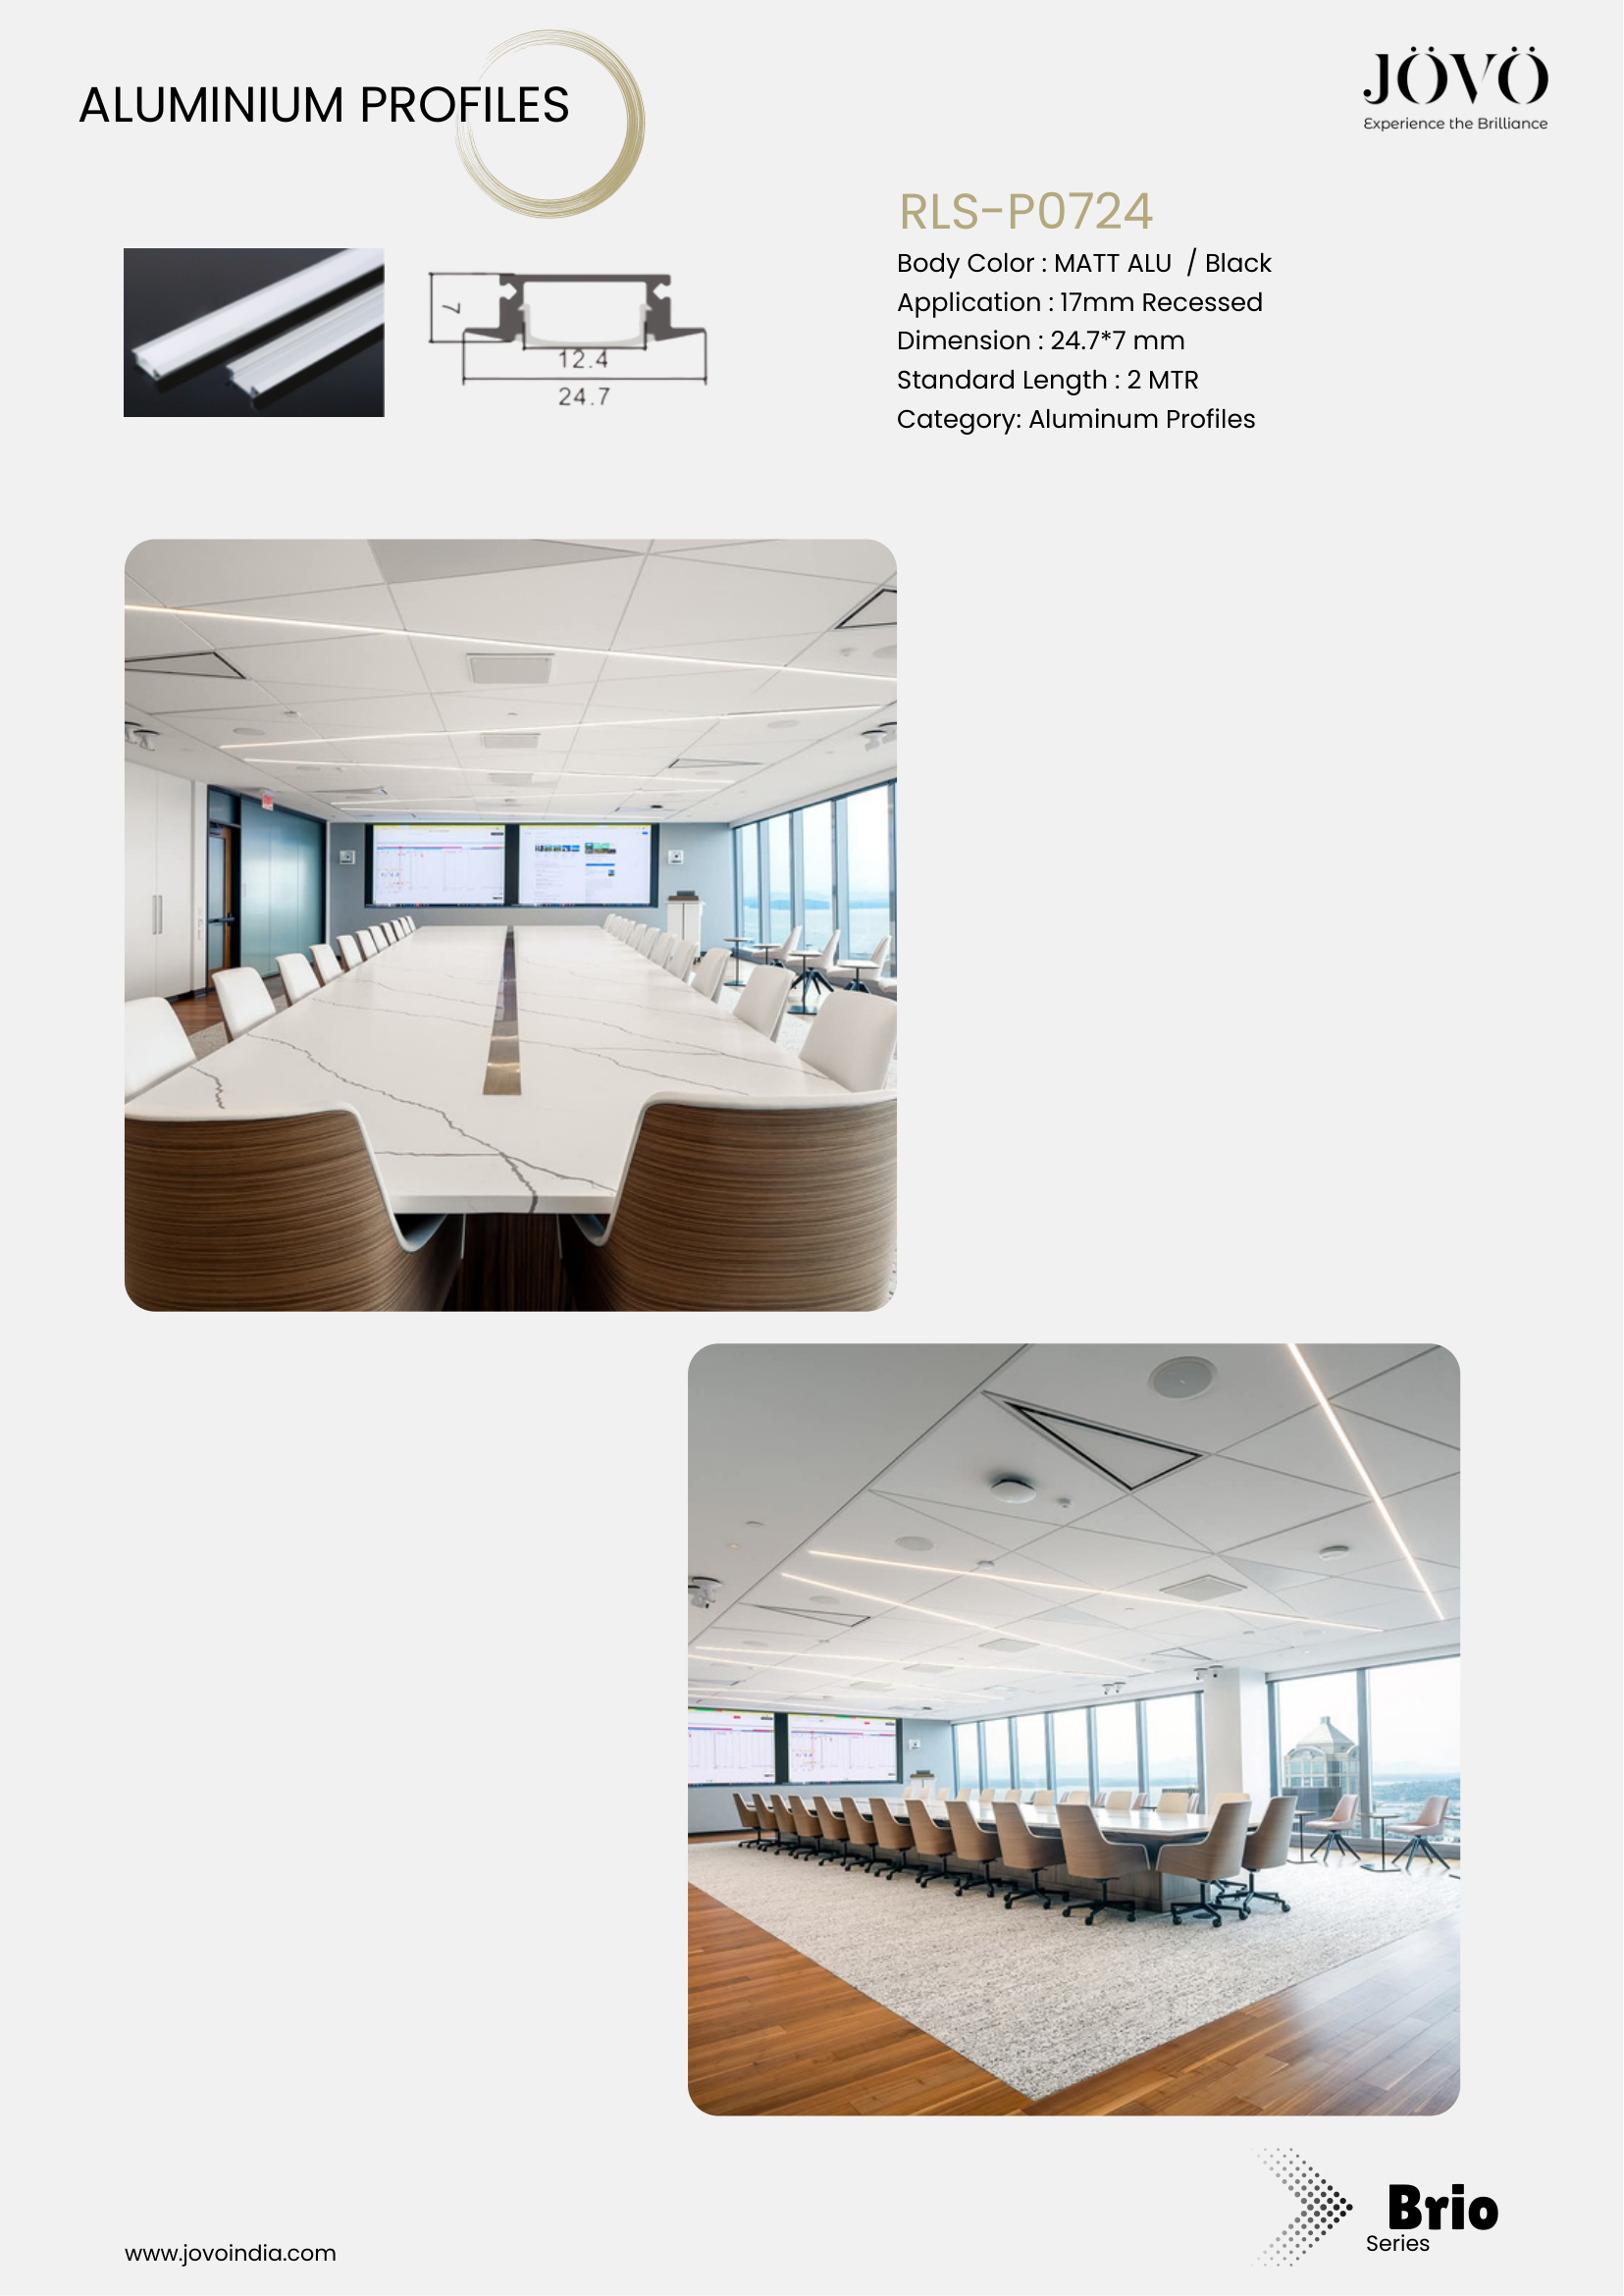 ALUMINIUM PROFILES
JÖVÖ
Experience the Brilliance
RLS-P0724
Body Color : MATT ALU / Black
Application : 17mm Recessed
Dimension : 24.7*7 mm
Standard Length : 2 MTR
Category: Aluminum Profiles
7
12.4
24.7
www.jovoindia.com
Brio
Series